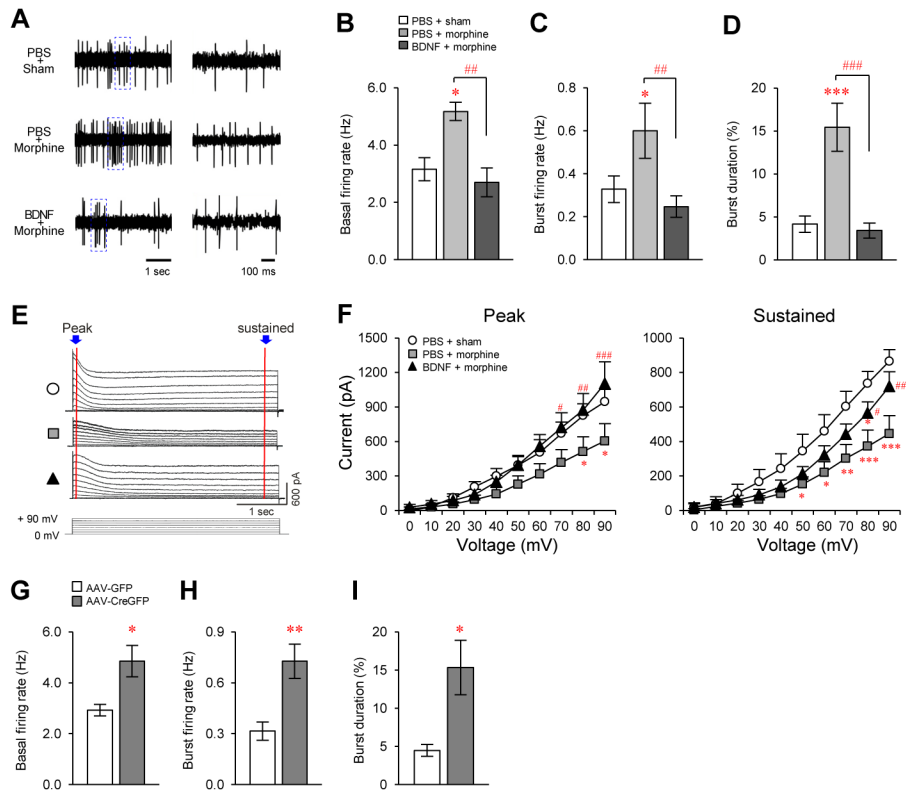 A
PBS
+
Sham
PBS
+
Morphine
BDNF
+
Morphine
1 sec
100 ms
B
PBS + sham
PBS + morphine
BDNF + morphine
##
*
Basal firing rate (Hz)
6.0
4.0
2.0
0.0
C
##
*
Burst firing rate (Hz)
0.8
0.6
0.4
0.2
0.0
D
###
***
Burst duration (%)
20
15
10
5
0
E
Peak
sustained
600 pA
1 sec
+ 90 mV
0 mV
F
Peak
PBS + sham
PBS + morphine
BDNF + morphine
Current (pA)
1500
1200
900
600
300
0
#
##
###
*
*
0 10 20 30 40 50 60 70 80 90
Voltage (mV)
Sustained
1000
800
600
400
200
0
##
#
*
*
*
**
***
***
0 10 20 30 40 50 60 70 80 90
Voltage (mV)
G
AAV-GFP
AAV-CreGFP
*
Basal firing rate (Hz)
6.0
4.0
2.0
0.0
H
**
Burst firing rate (Hz)
0.9
0.6
0.3
0.0
I
*
Burst duration (%)
20
15
10
5
0